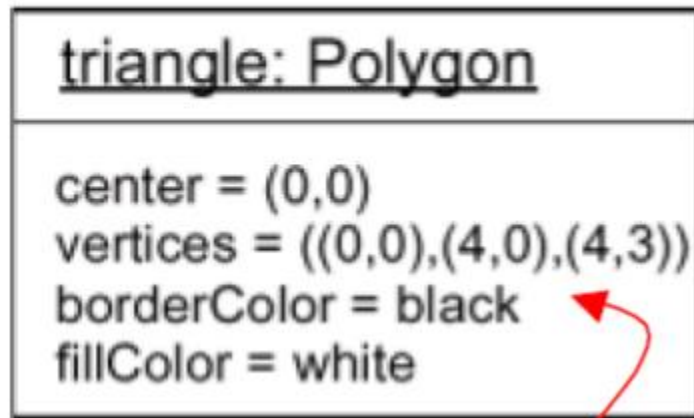 triangle: Polygon
center = (0,0)
vertices = ((0,0),(4,0),(4,3))
borderColor = black
fillColor = white